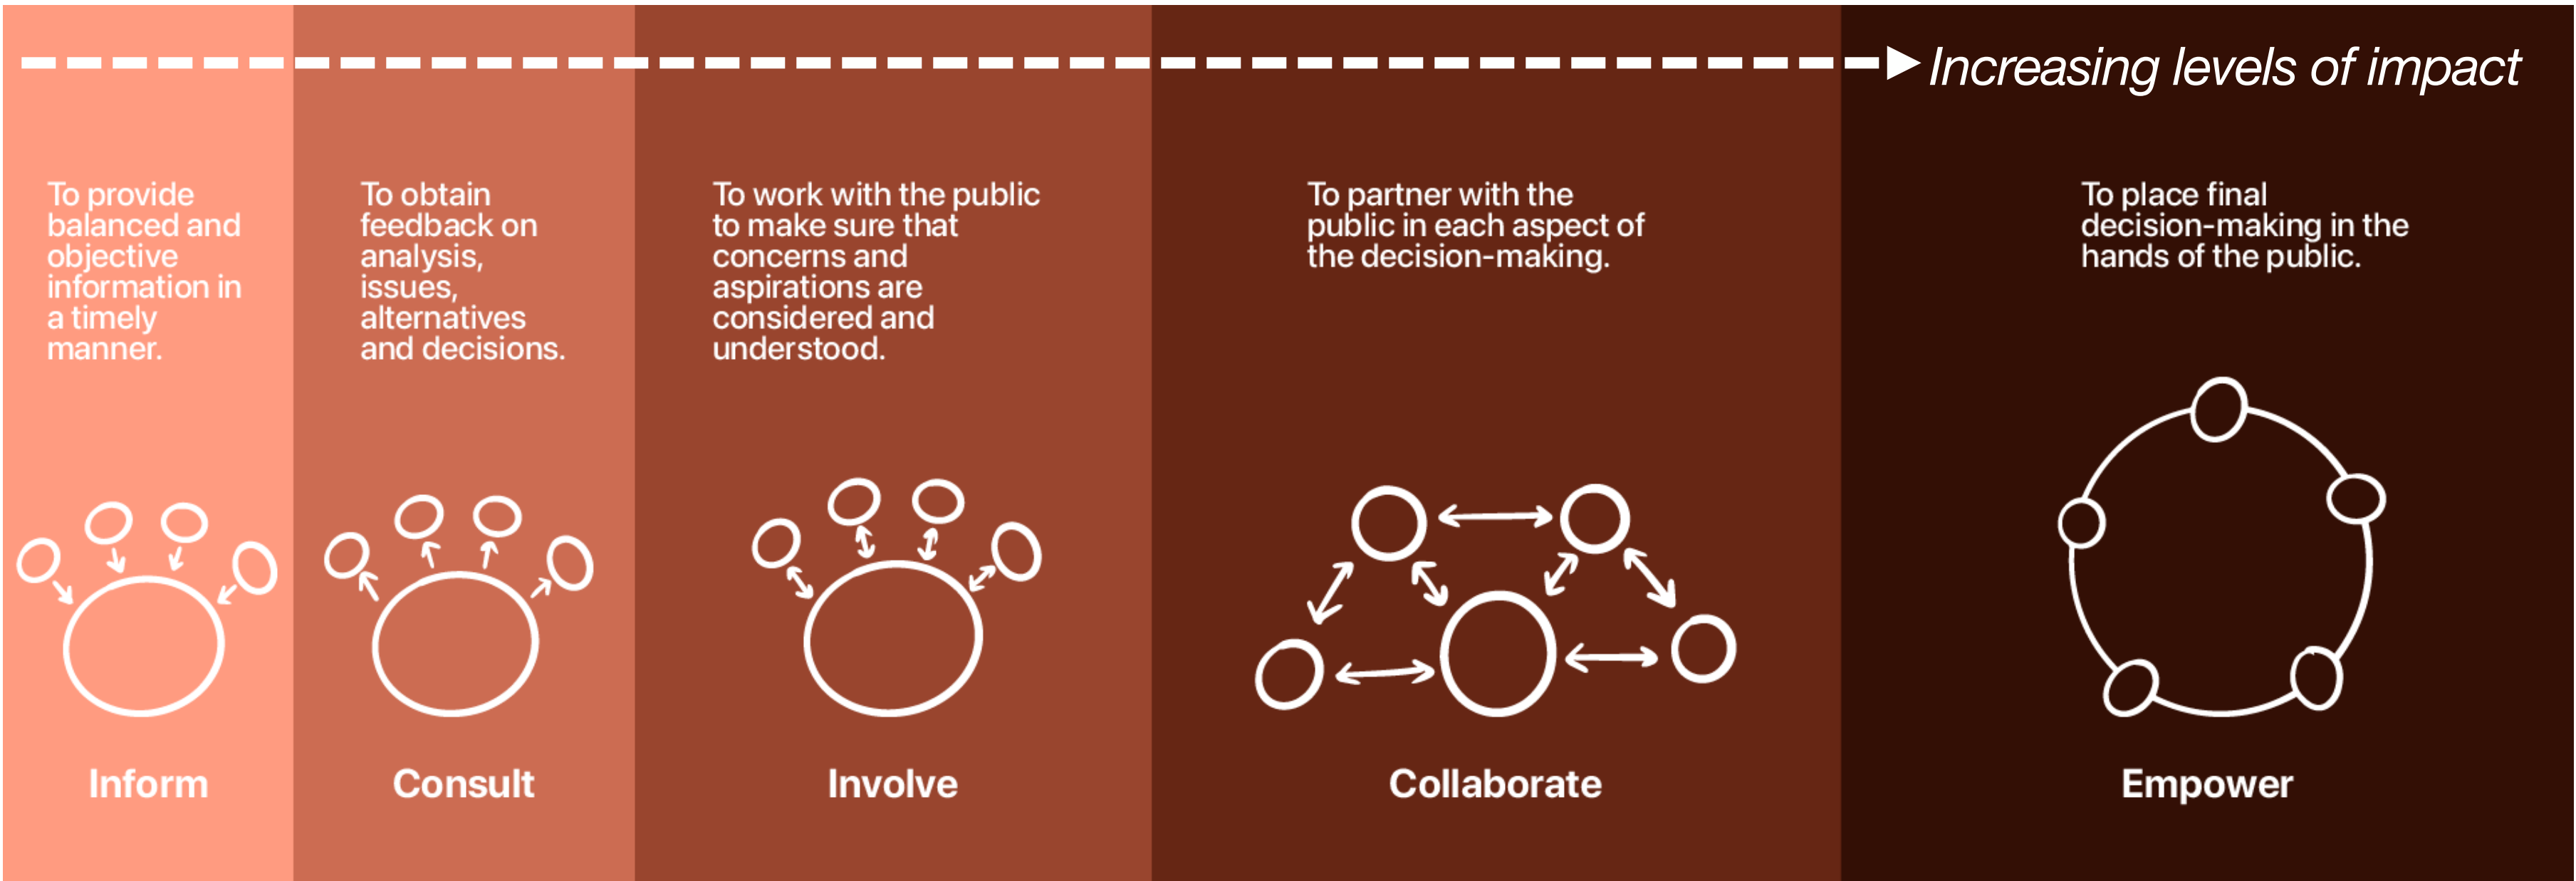 Increasing levels of impact
To provide
balanced and
objective
information in
a timely
manner.
Inform
To obtain
feedback on
analysis,
issues,
alternatives
and decisions.
Consult
To work with the public
to make sure that
concerns and
aspirations are
considered and
understood.
Involve
To partner with the
public in each aspect of
the decision-making.
Collaborate
To place final
decision-making in the
hands of the public.
Empower